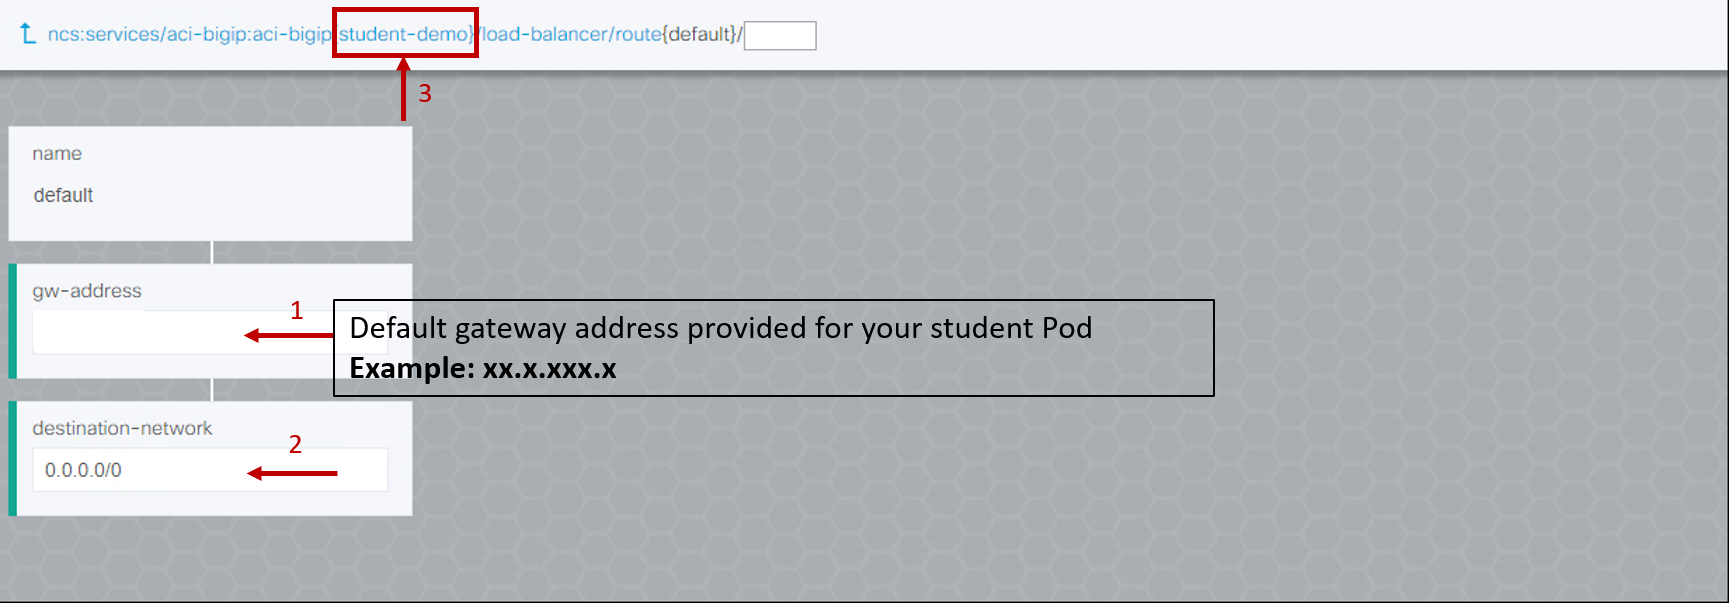 ncs:services/aci-bigip:aci-bigip{student-demo}/load-balancer/route{default}/
3
name
default
gw-address
1
Default gateway address provided for your student Pod
Example: xx.x.xxx.x
destination-network
2
0.0.0.0/0